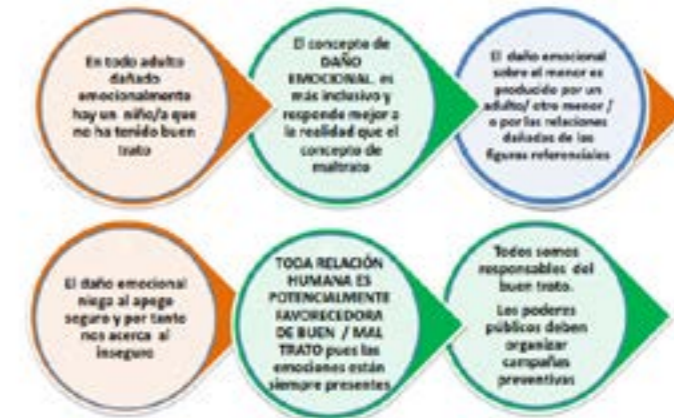 En todo adulto
dañado
emocionalmente
hay un niño/a que
no ha tenido buen
trato
El concepto de
DAÑO
EMOCIONAL es
más inclusivo y
responde mejor a
la realidad que el
concepto de
maltrato
El daño emocional
sobre el menor es
producido por un
adulto/ otro menor /
o por las relaciones
dañadas de las
figuras referenciales
El daño emocional
niega al apego
seguro y por tanto
nos acerca al
inseguro
TODA RELACIÓN
HUMANA ES
POTENCIALMENTE
FAVORECEDORA
DE BUEN / MAL
TRATO pues las
emociones están
siempre presentes
Todos somos
responsables del
buen trato.
Los poderes
públicos deben
organizar
campañas
preventivas